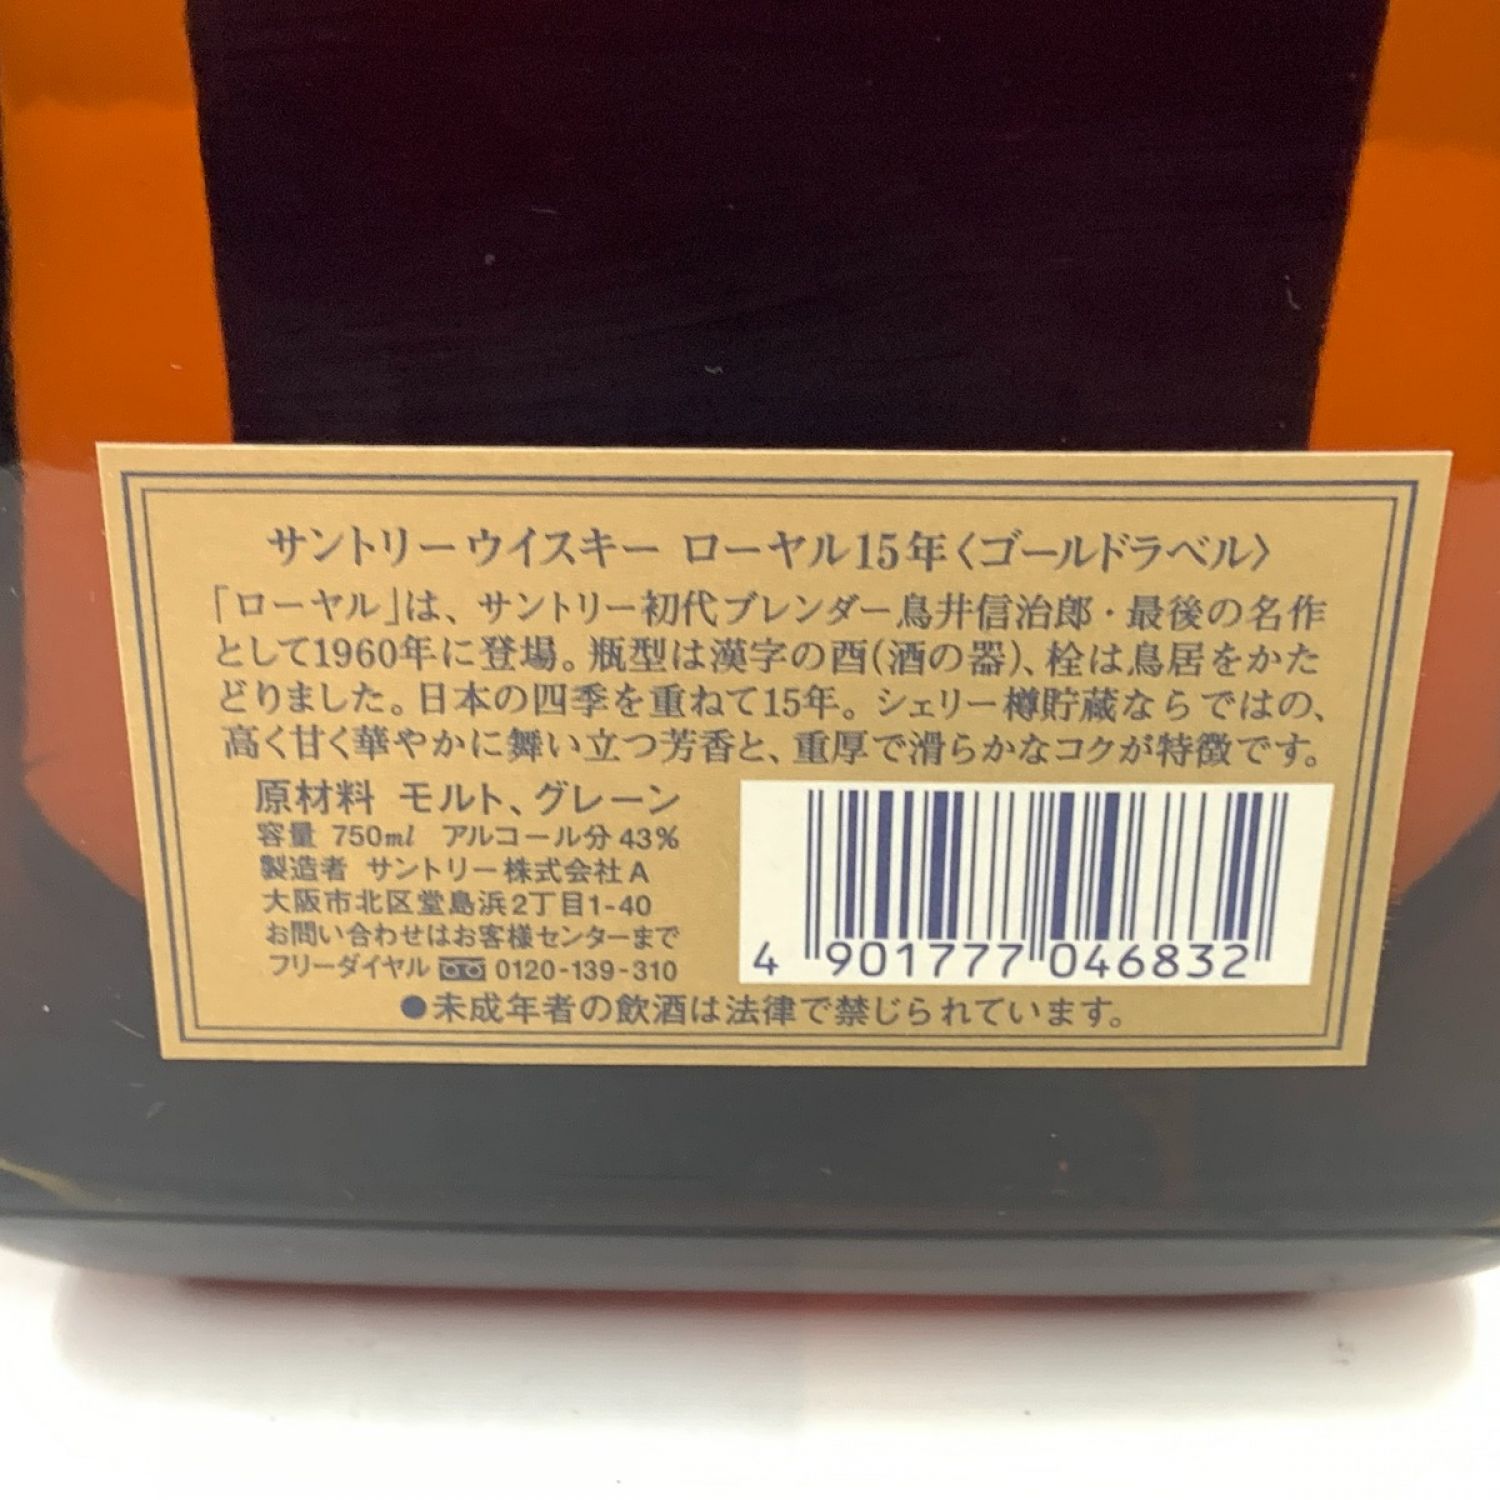 サントリーウイスキー ローヤル15年〈ゴールドラベル〉
「ローヤル」は、サントリー初代ブレンダー鳥井信治郎・最後の名作
として1960年に登場。瓶型は漢字の酉(酒の器)、栓は鳥居をかた
どりました。日本の四季を重ねて15年。シェリー樽貯蔵ならではの、
高く甘く華やかに舞い立つ芳香と、重厚で滑らかなコクが特徴です。
原材料 モルト、グレーン
容量 750ml アルコール分43%
製造者 サントリー株式会社A
大阪市北区堂島浜2丁目1-40
お問い合わせはお客様センターまで
フリーダイヤル 0120-139-310
4 901777 046832
●未成年者の飲酒は法律で禁じられています。